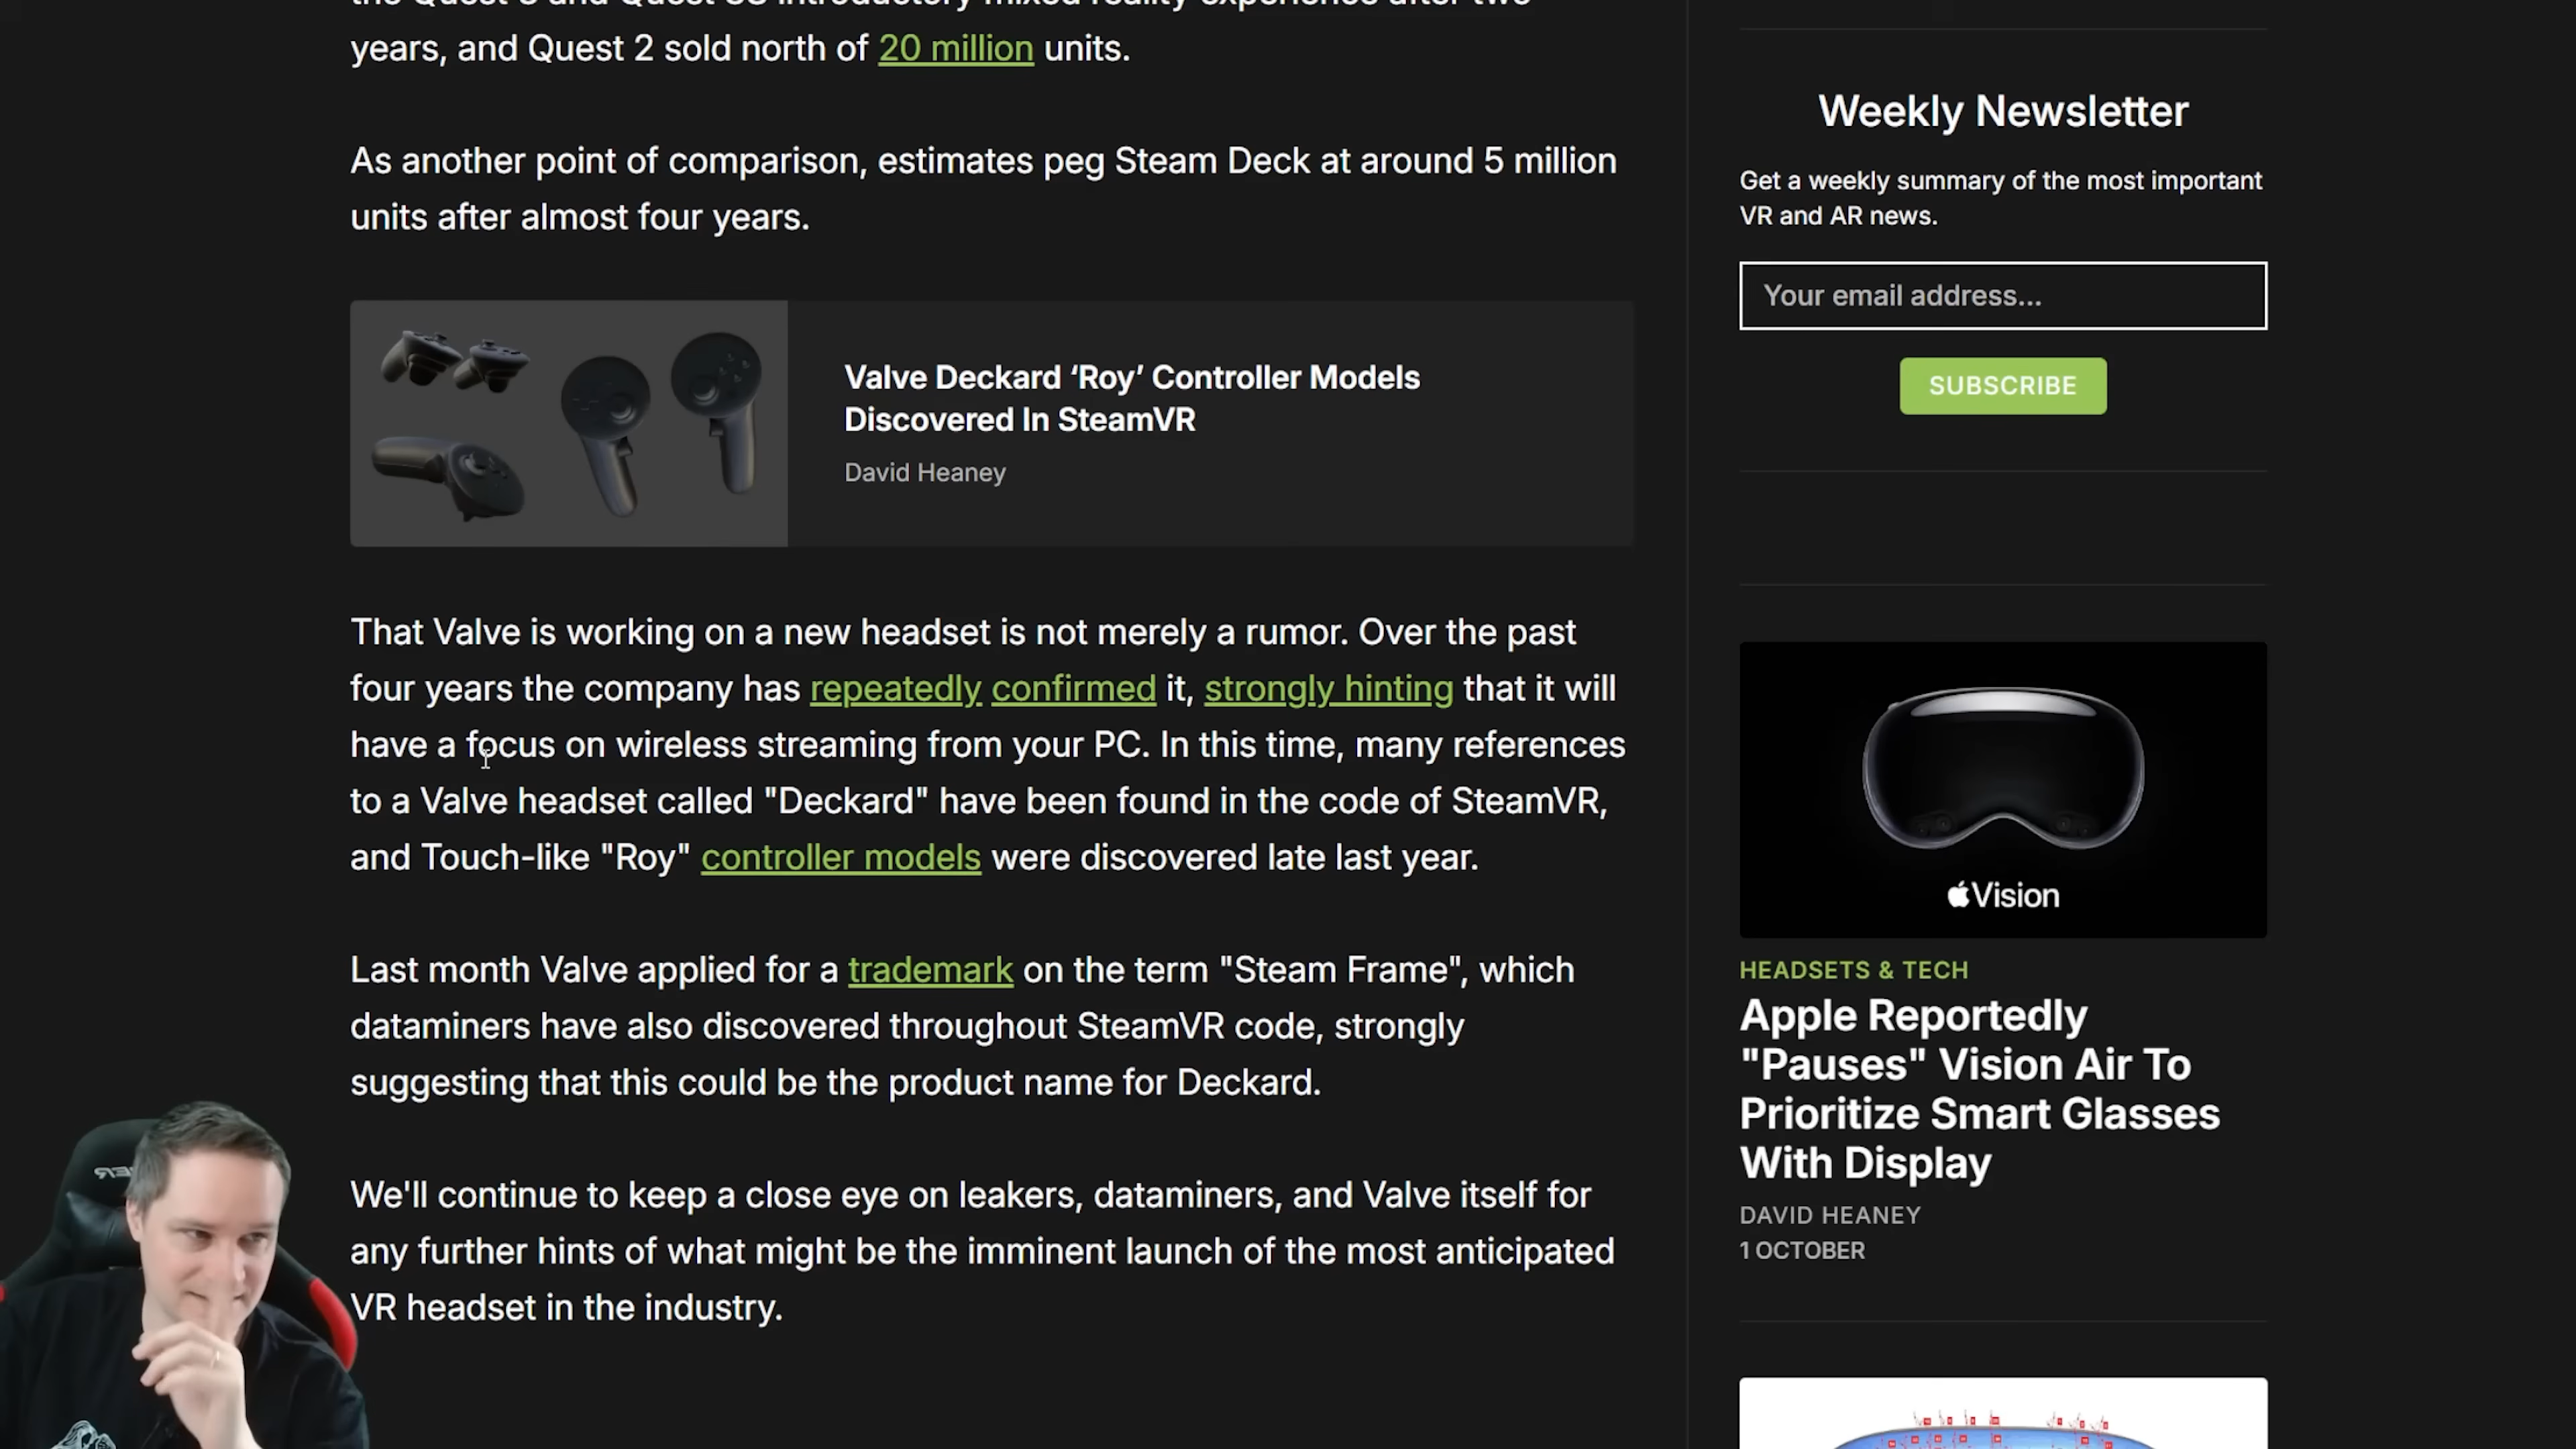 years, and Quest 2 sold north of 20 million units.
As another point of comparison, estimates peg Steam Deck at around 5 million
units after almost four years.
Valve Deckard ‘Roy’ Controller Models
Discovered In SteamVR
David Heaney
That Valve is working on a new headset is not merely a rumor. Over the past
four years the company has repeatedly confirmed it, strongly hinting that it will
have a focus on wireless streaming from your PC. In this time, many references
to a Valve headset called "Deckard" have been found in the code of SteamVR,
and Touch-like "Roy" controller models were discovered late last year.
Last month Valve applied for a trademark on the term "Steam Frame", which
dataminers have also discovered throughout SteamVR code, strongly
suggesting that this could be the product name for Deckard.
We'll continue to keep a close eye on leakers, dataminers, and Valve itself for
any further hints of what might be the imminent launch of the most anticipated
VR headset in the industry.
Weekly Newsletter
Get a weekly summary of the most important
VR and AR news.
Your email address...
SUBSCRIBE
Vision
HEADSETS & TECH
Apple Reportedly
"Pauses" Vision Air To
Prioritize Smart Glasses
With Display
DAVID HEANEY
1 OCTOBER